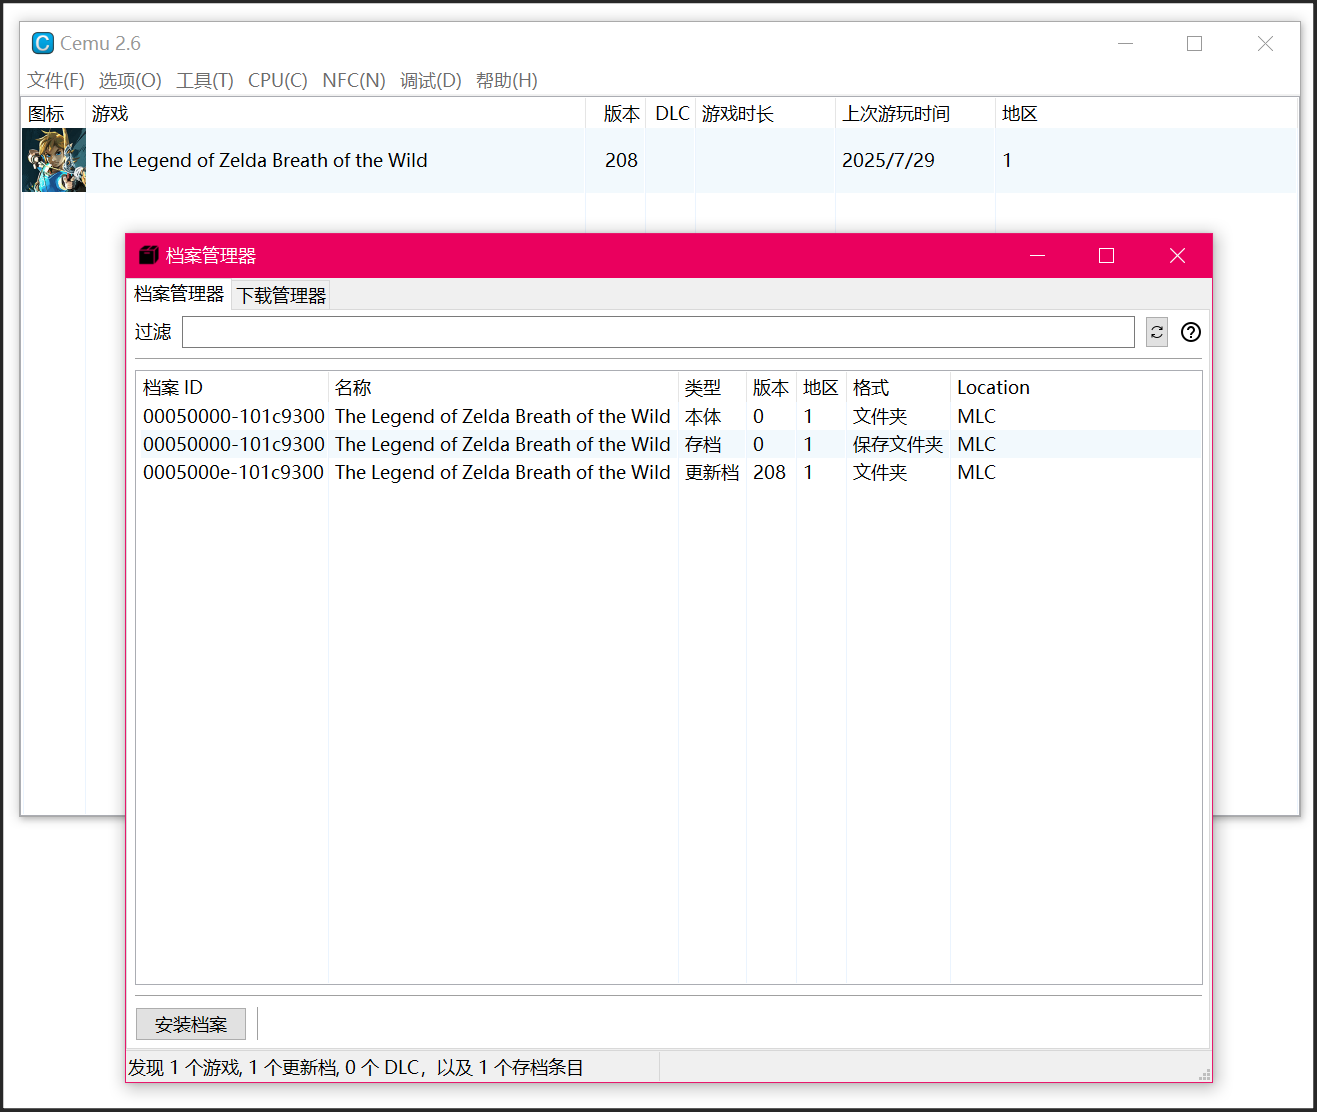 Cemu 2.6
文件(F) 选项(O) 工具(T) CPU(C) NFC(N) 调试(D) 帮助(H)
图标 游戏 版本 DLC 游戏时长 上次游玩时间 地区
The Legend of Zelda Breath of the Wild 208 2025/7/29 1
档案管理器
档案管理器 下载管理器
过滤
档案 ID 名称 类型 版本 地区 格式 Location
00050000-101c9300 The Legend of Zelda Breath of the Wild 本体 0 1 文件夹 MLC
00050000-101c9300 The Legend of Zelda Breath of the Wild 存档 0 1 保存文件夹 MLC
0005000e-101c9300 The Legend of Zelda Breath of the Wild 更新档 208 1 文件夹 MLC
安装档案
发现 1 个游戏, 1 个更新档, 0 个 DLC，以及 1 个存档条目